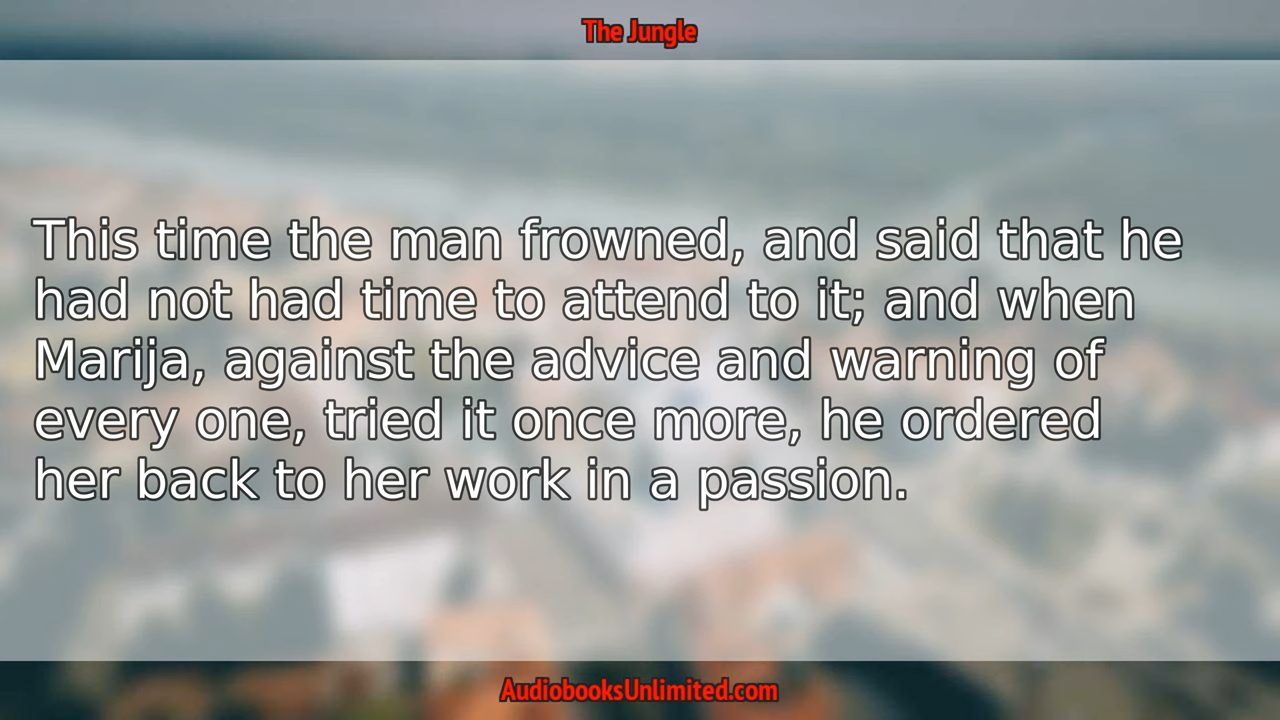 The Jungle
This time the man frowned, and said that he
had not had time to attend to it; and when
Marija, against the advice and warning of
every one, tried it once more, he ordered
her back to her work in a passion.
AudiobooksUnlimited.com